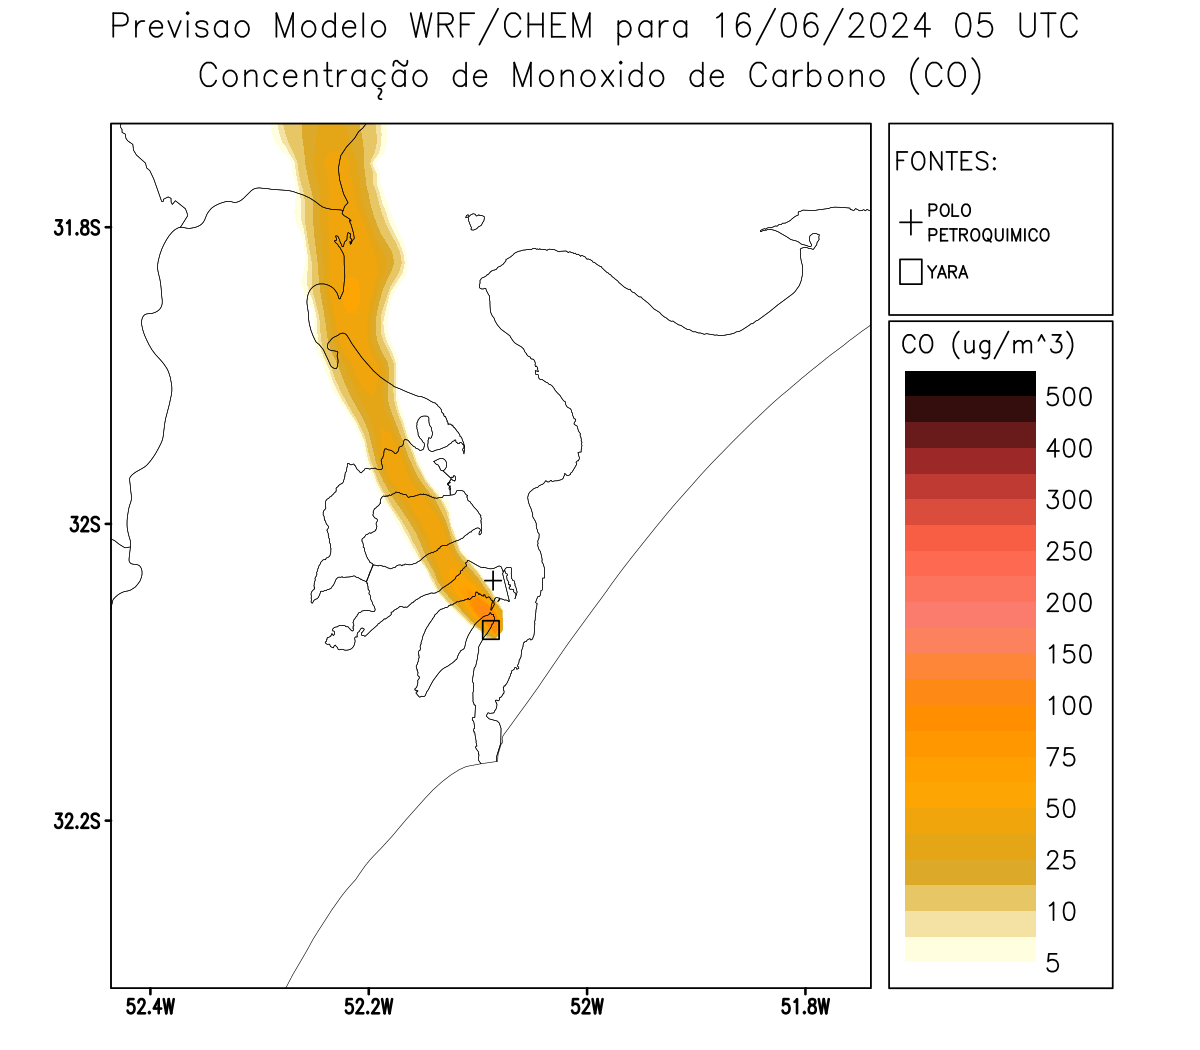 Previsao Modelo WRF/CHEM para 16/06/2024 05 UTC
Concentração de Monoxido de Carbono (CO)
FONTES:
POLO
PETROQUIMICO
YARA
CO (ug/m^3)
500
400
300
250
200
150
100
75
50
25
10
5
31.8S
32S
32.2S
52.4W
52.2W
52W
51.8W